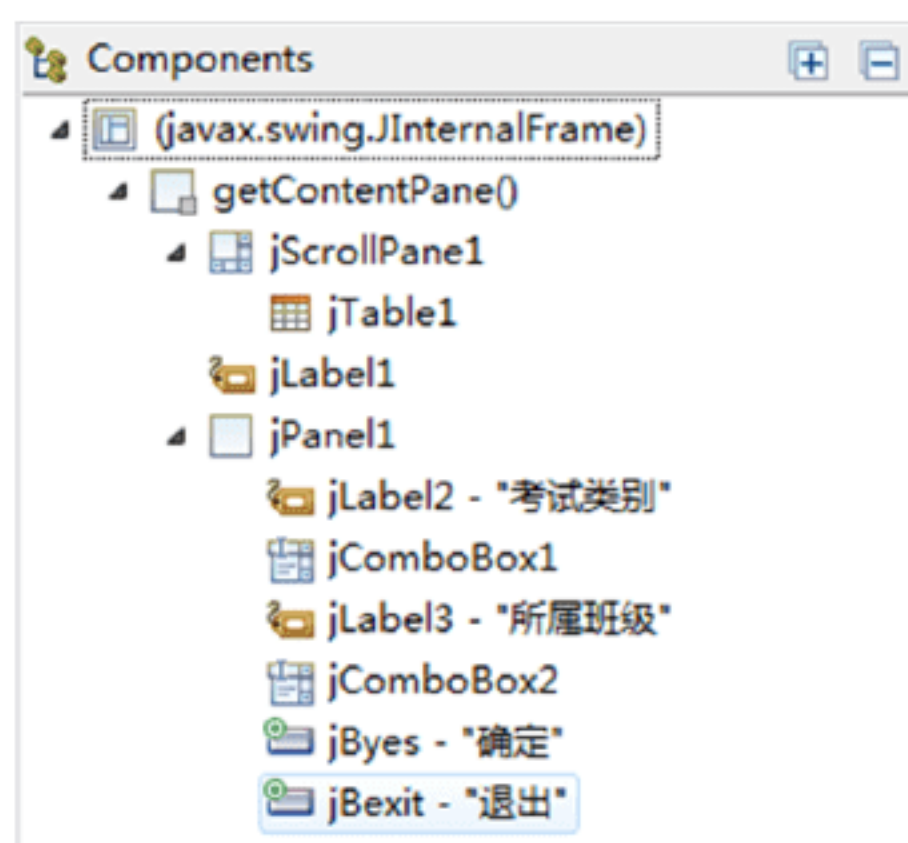 Components
(javax.swing.JInternalFrame)
getContentPane()
jScrollPane1
jTable1
jLabel1
jPanel1
jLabel2 - "考试类别"
jComboBox1
jLabel3 - "所属班级"
jComboBox2
jByes - "确定"
jBexit - "退出"